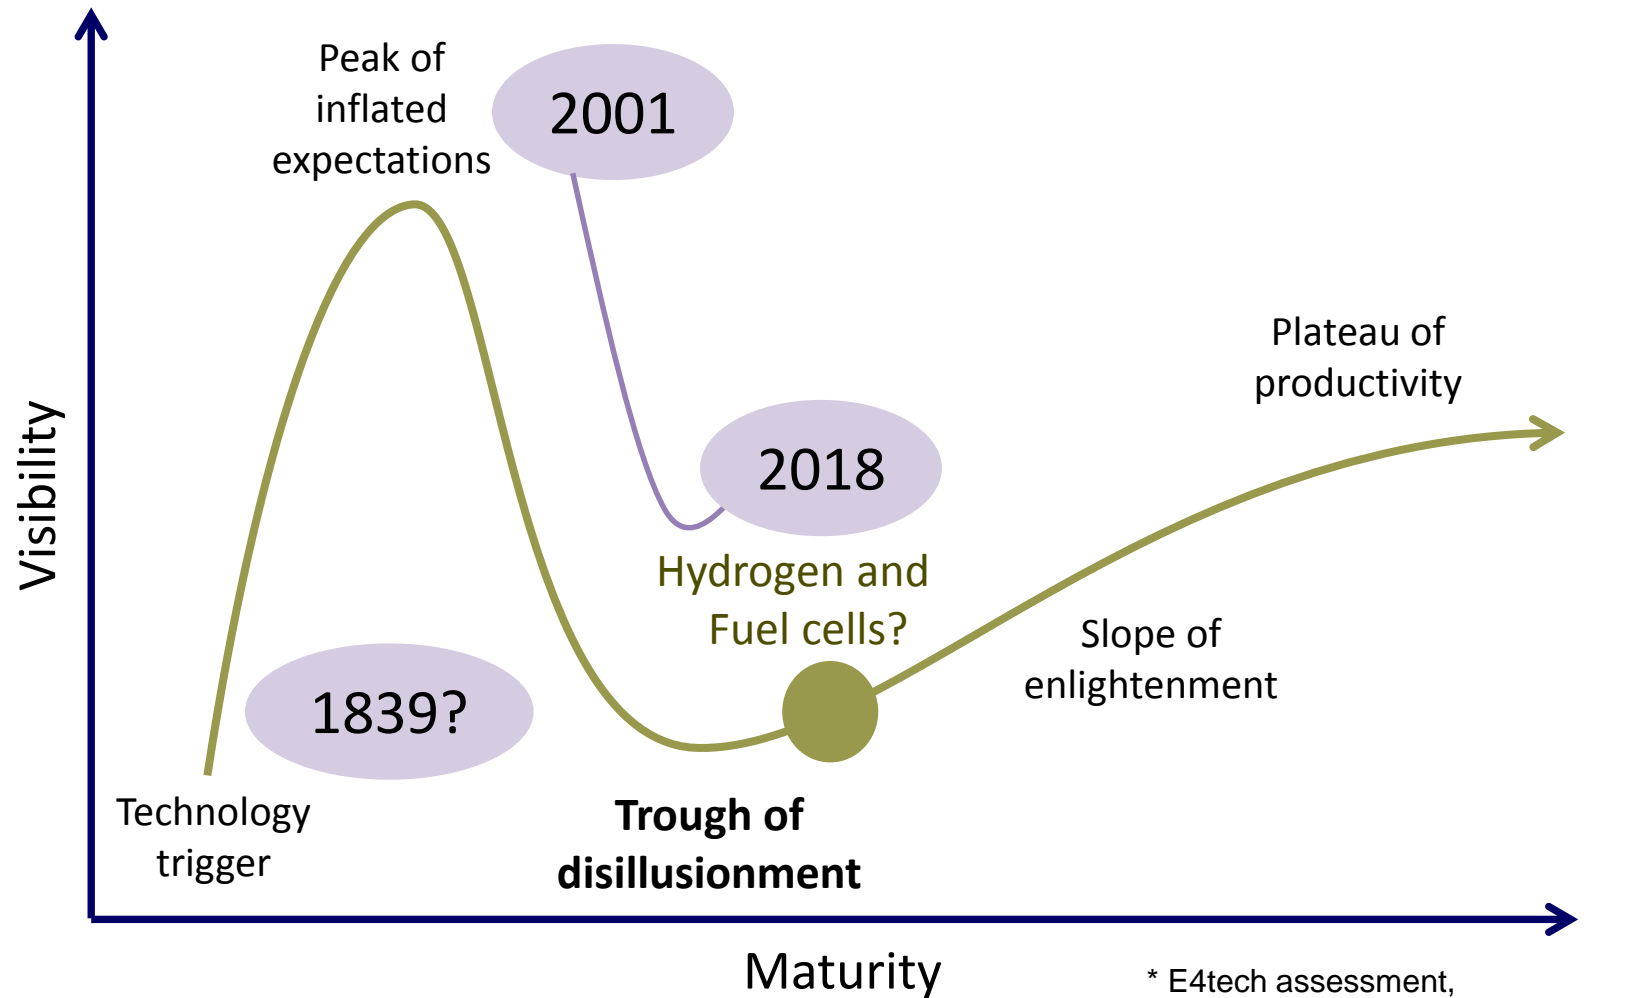 Peak of
inflated
expectations
2001
Plateau of
productivity
Visibility
2018
Hydrogen and
Fuel cells?
Slope of
enlightenment
1839?
Technology
trigger
Trough of
disillusionment
Maturity
* E4tech assessment,